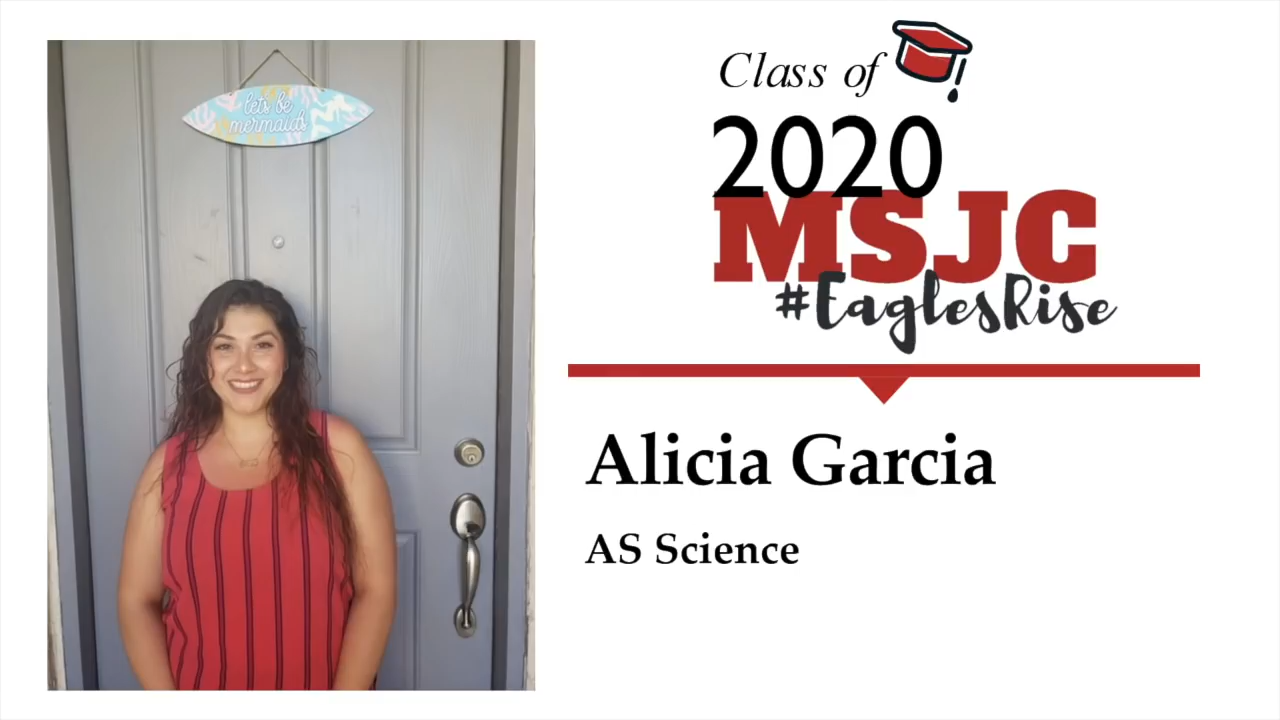 lets be
mermaids
Class of
2020
MSJC
#EaglesRise
Alicia Garcia
AS Science